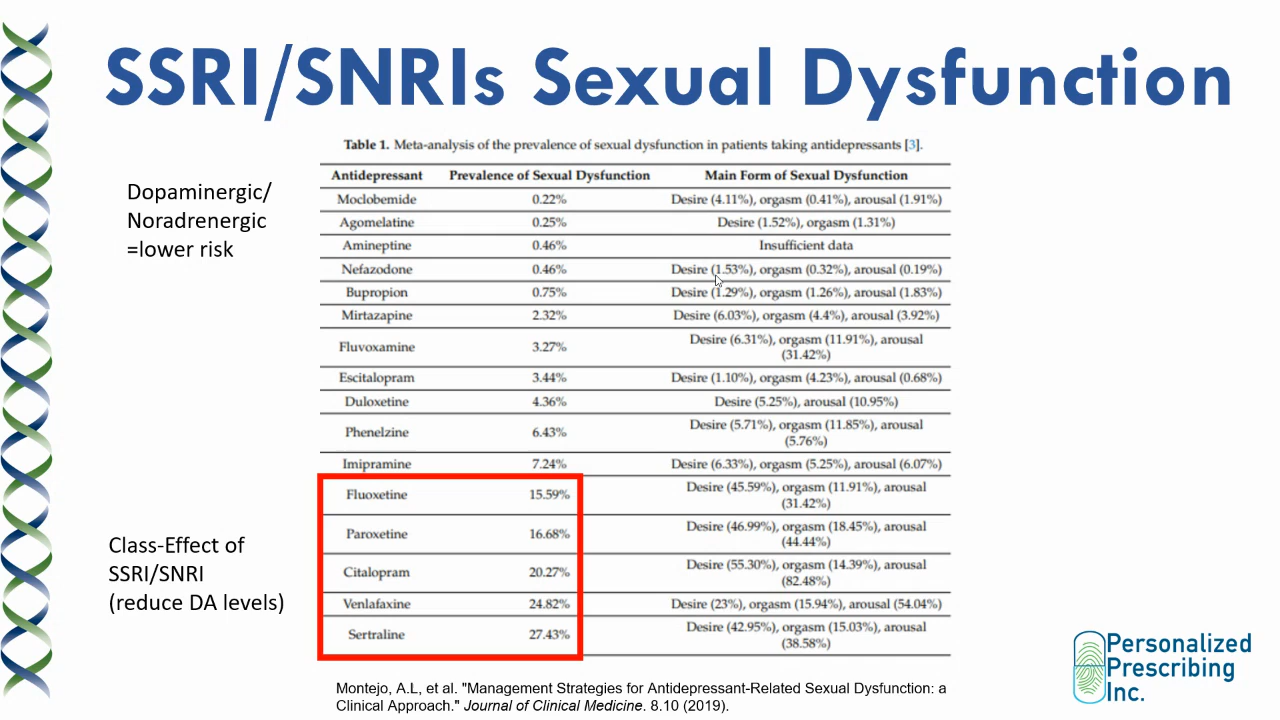 SSRI/SNRIs Sexual Dysfunction
Table 1. Meta-analysis of the prevalence of sexual dysfunction in patients taking antidepressants [3].
Dopaminergic/
Noradrenergic
=lower risk
Antidepressant Prevalence of Sexual Dysfunction Main Form of Sexual Dysfunction
Moclobemide 0.22% Desire (4.11%), orgasm (0.41%), arousal (1.91%)
Agomelatine 0.25% Desire (1.52%), orgasm (1.31%)
Amineptine 0.46% Insufficient data
Nefazodone 0.46% Desire (1.53%), orgasm (0.32%), arousal (0.19%)
Bupropion 0.75% Desire (1.29%), orgasm (1.26%), arousal (1.83%)
Mirtazapine 2.32% Desire (6.03%), orgasm (4.4%), arousal (3.92%)
Fluvoxamine 3.27% Desire (6.31%), orgasm (11.91%), arousal
(31.42%)
Escitalopram 3.44% Desire (1.10%), orgasm (4.23%), arousal (0.68%)
Duloxetine 4.36% Desire (5.25%), arousal (10.95%)
Phenelzine 6.43% Desire (5.71%), orgasm (11.85%), arousal
(5.76%)
Imipramine 7.24% Desire (6.33%), orgasm (5.25%), arousal (6.07%)
Fluoxetine 15.59% Desire (45.59%), orgasm (11.91%), arousal
(31.42%)
Paroxetine 16.68% Desire (46.99%), orgasm (18.45%), arousal
(44.44%)
Citalopram 20.27% Desire (55.30%), orgasm (14.39%), arousal
(82.48%)
Venlafaxine 24.82% Desire (23%), orgasm (15.94%), arousal (54.04%)
Sertraline 27.43% Desire (42.95%), orgasm (15.03%), arousal
(38.58%)
Class-Effect of
SSRI/SNRI
(reduce DA levels)
Montejo, A.L, et al. "Management Strategies for Antidepressant-Related Sexual Dysfunction: a
Clinical Approach." Journal of Clinical Medicine. 8.10 (2019).
Personalized
Prescribing
Inc.